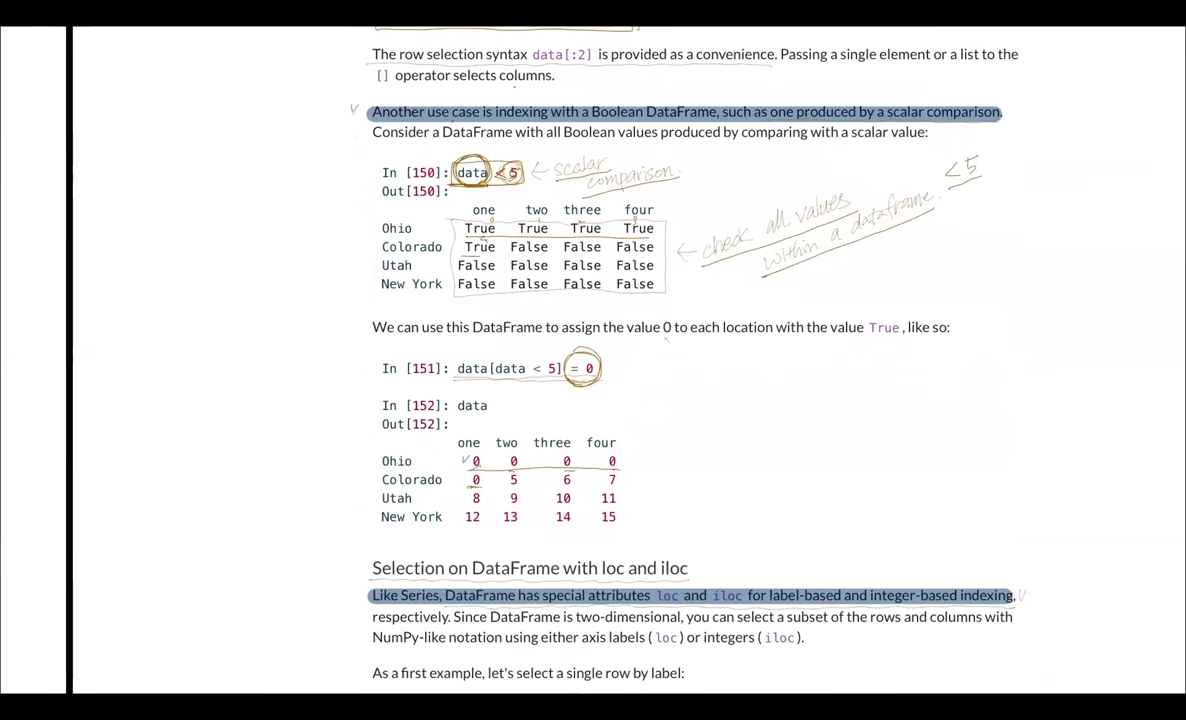 The row selection syntax data[:2] is provided as a convenience. Passing a single element or a list to the
[] operator selects columns.
Another use case is indexing with a Boolean DataFrame, such as one produced by a scalar comparison.
Consider a DataFrame with all Boolean values produced by comparing with a scalar value:
In [150]: data < 5 ← scalar comparison.
Out[150]:
one two three four
Ohio True True True True
Colorado True False False False
Utah False False False False
New York False False False False
← check all values within a dataframe. < 5
We can use this DataFrame to assign the value 0 to each location with the value True, like so:
In [151]: data[data < 5] = 0
In [152]: data
Out[152]:
one two three four
Ohio 0 0 0 0
Colorado 0 5 6 7
Utah 8 9 10 11
New York 12 13 14 15
Selection on DataFrame with loc and iloc
Like Series, DataFrame has special attributes loc and iloc for label-based and integer-based indexing,
respectively. Since DataFrame is two-dimensional, you can select a subset of the rows and columns with
NumPy-like notation using either axis labels (loc) or integers (iloc).
As a first example, let's select a single row by label: